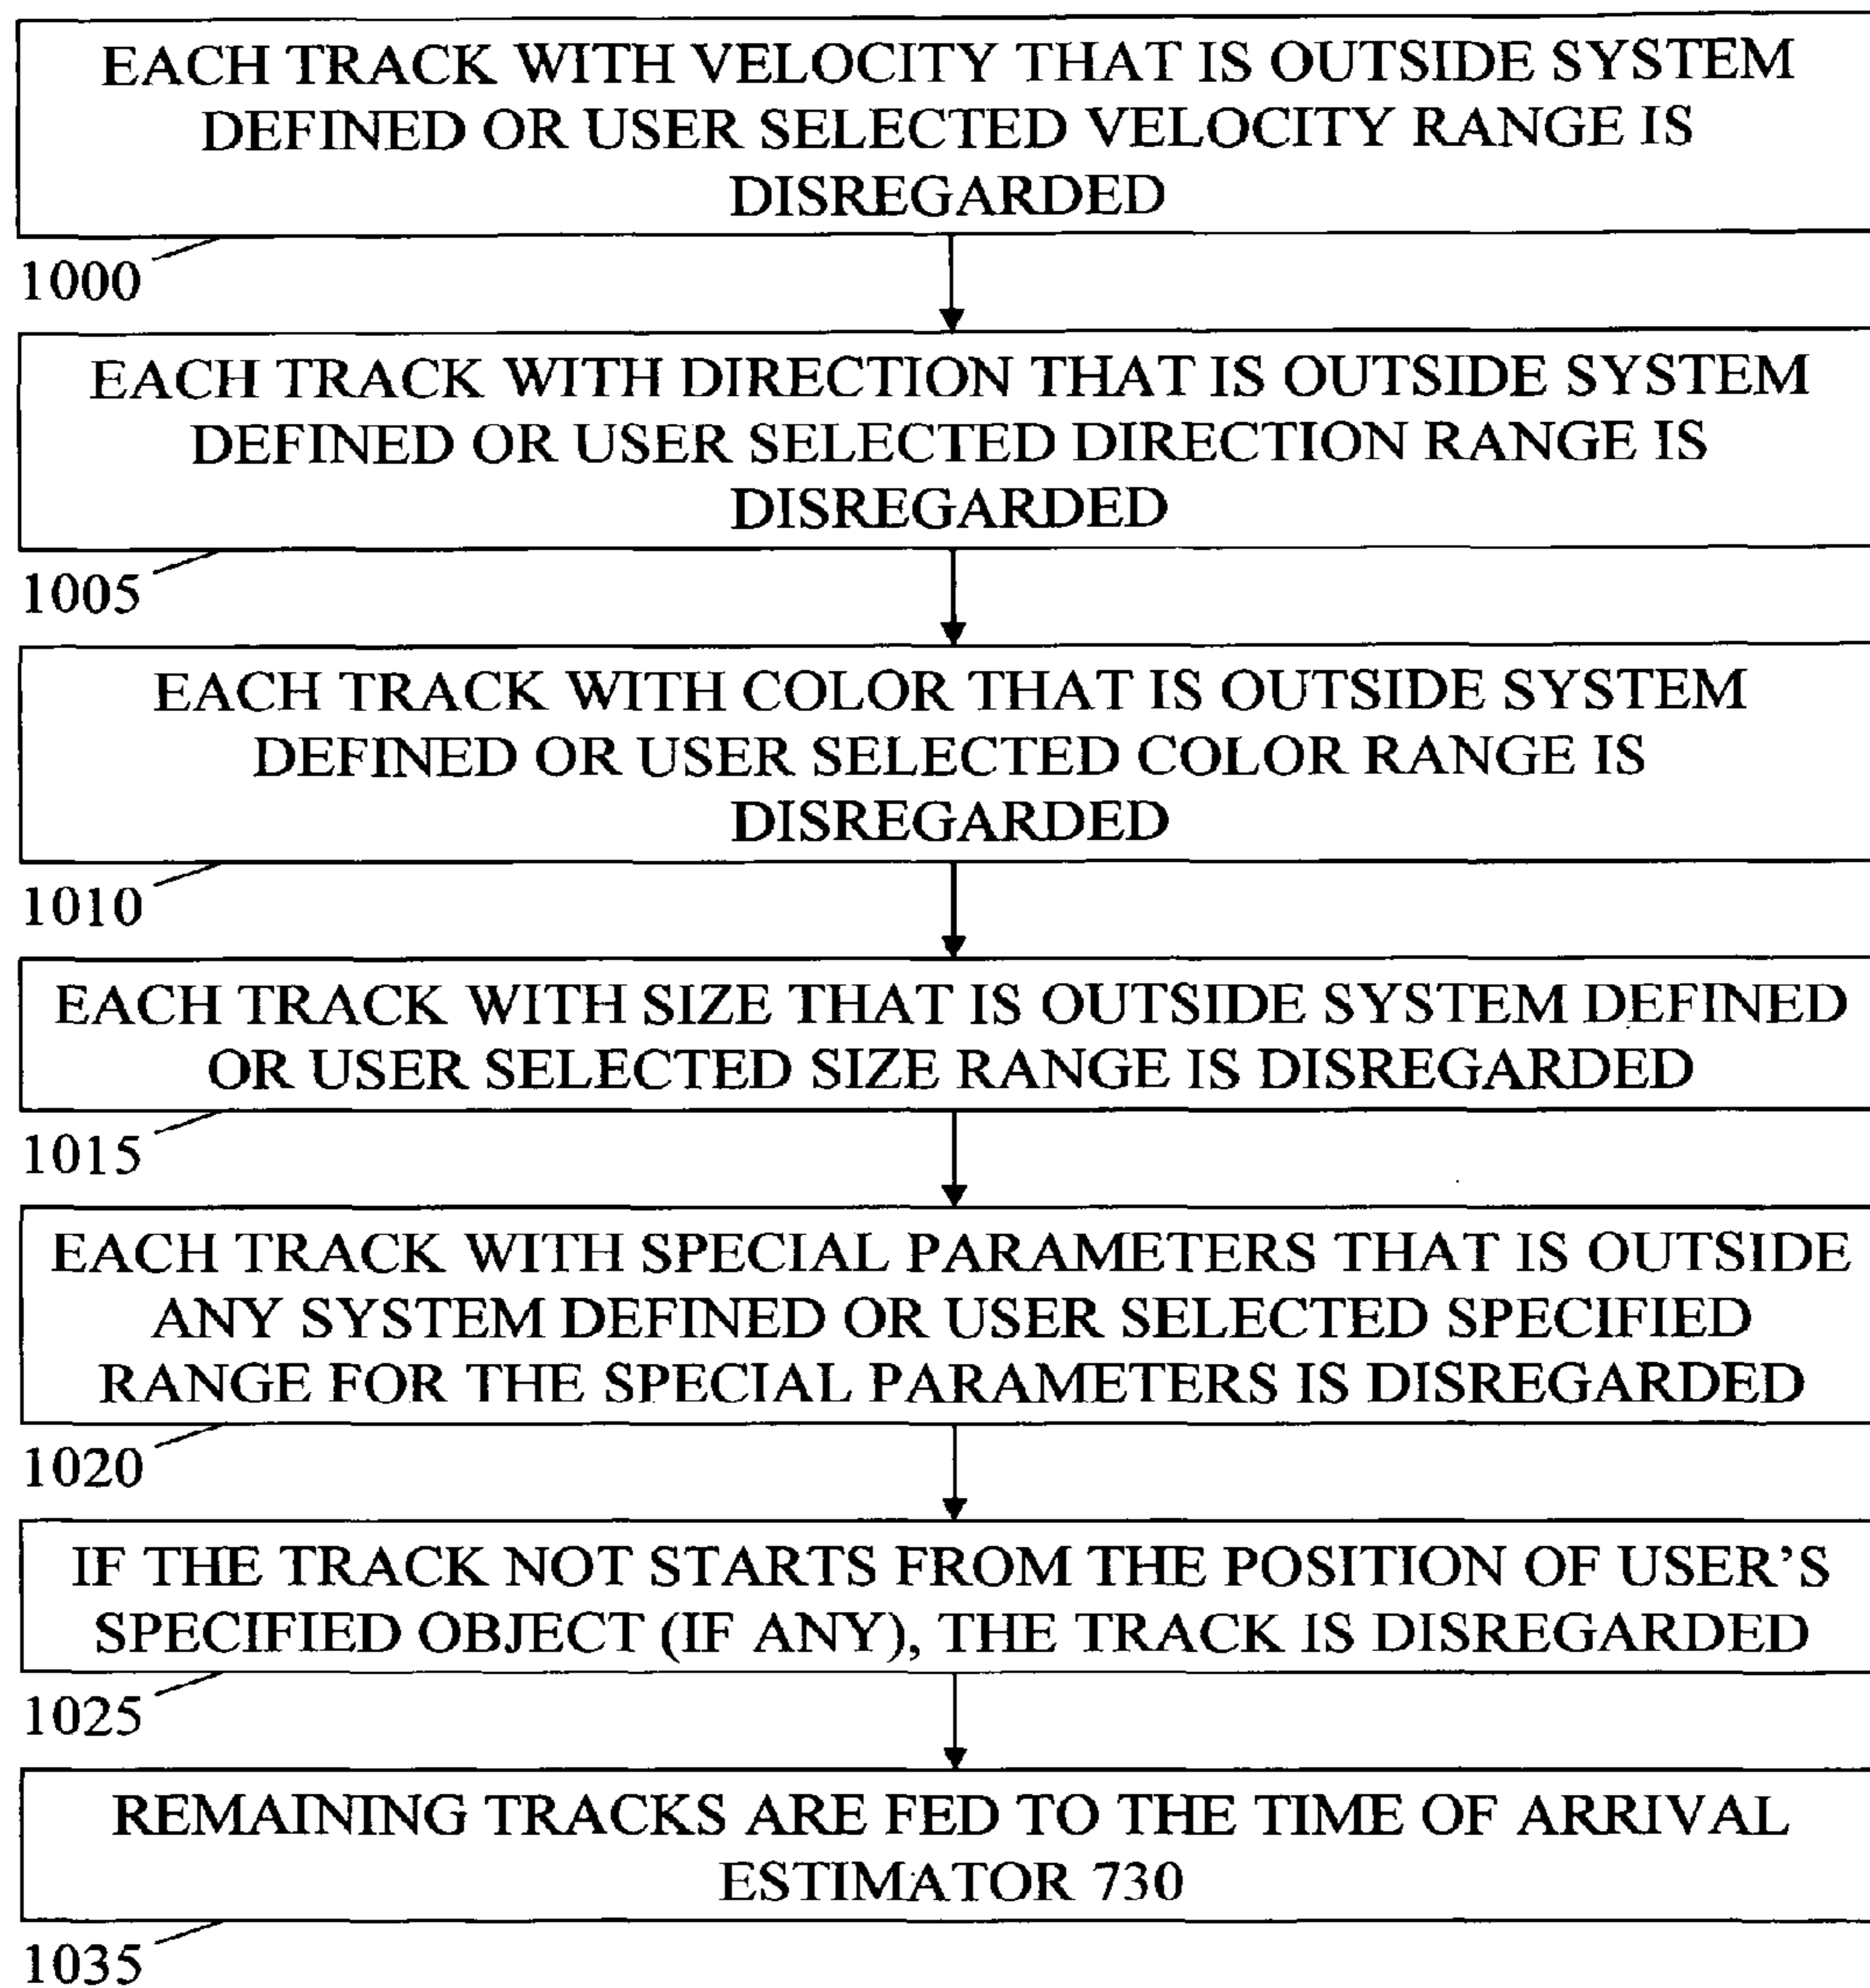 EACH TRACK WITH VELOCITY THAT IS OUTSIDE SYSTEM
DEFINED OR USER SELECTED VELOCITY RANGE IS
DISREGARDED
1000
EACH TRACK WITH DIRECTION THAT IS OUTSIDE SYSTEM
DEFINED OR USER SELECTED DIRECTION RANGE IS
DISREGARDED
1005
EACH TRACK WITH COLOR THAT IS OUTSIDE SYSTEM
DEFINED OR USER SELECTED COLOR RANGE IS
DISREGARDED
1010
EACH TRACK WITH SIZE THAT IS OUTSIDE SYSTEM DEFINED
OR USER SELECTED SIZE RANGE IS DISREGARDED
1015
EACH TRACK WITH SPECIAL PARAMETERS THAT IS OUTSIDE
ANY SYSTEM DEFINED OR USER SELECTED SPECIFIED
RANGE FOR THE SPECIAL PARAMETERS IS DISREGARDED
1020
IF THE TRACK NOT STARTS FROM THE POSITION OF USER’S
SPECIFIED OBJECT (IF ANY), THE TRACK IS DISREGARDED
1025
REMAINING TRACKS ARE FED TO THE TIME OF ARRIVAL
ESTIMATOR 730
1035